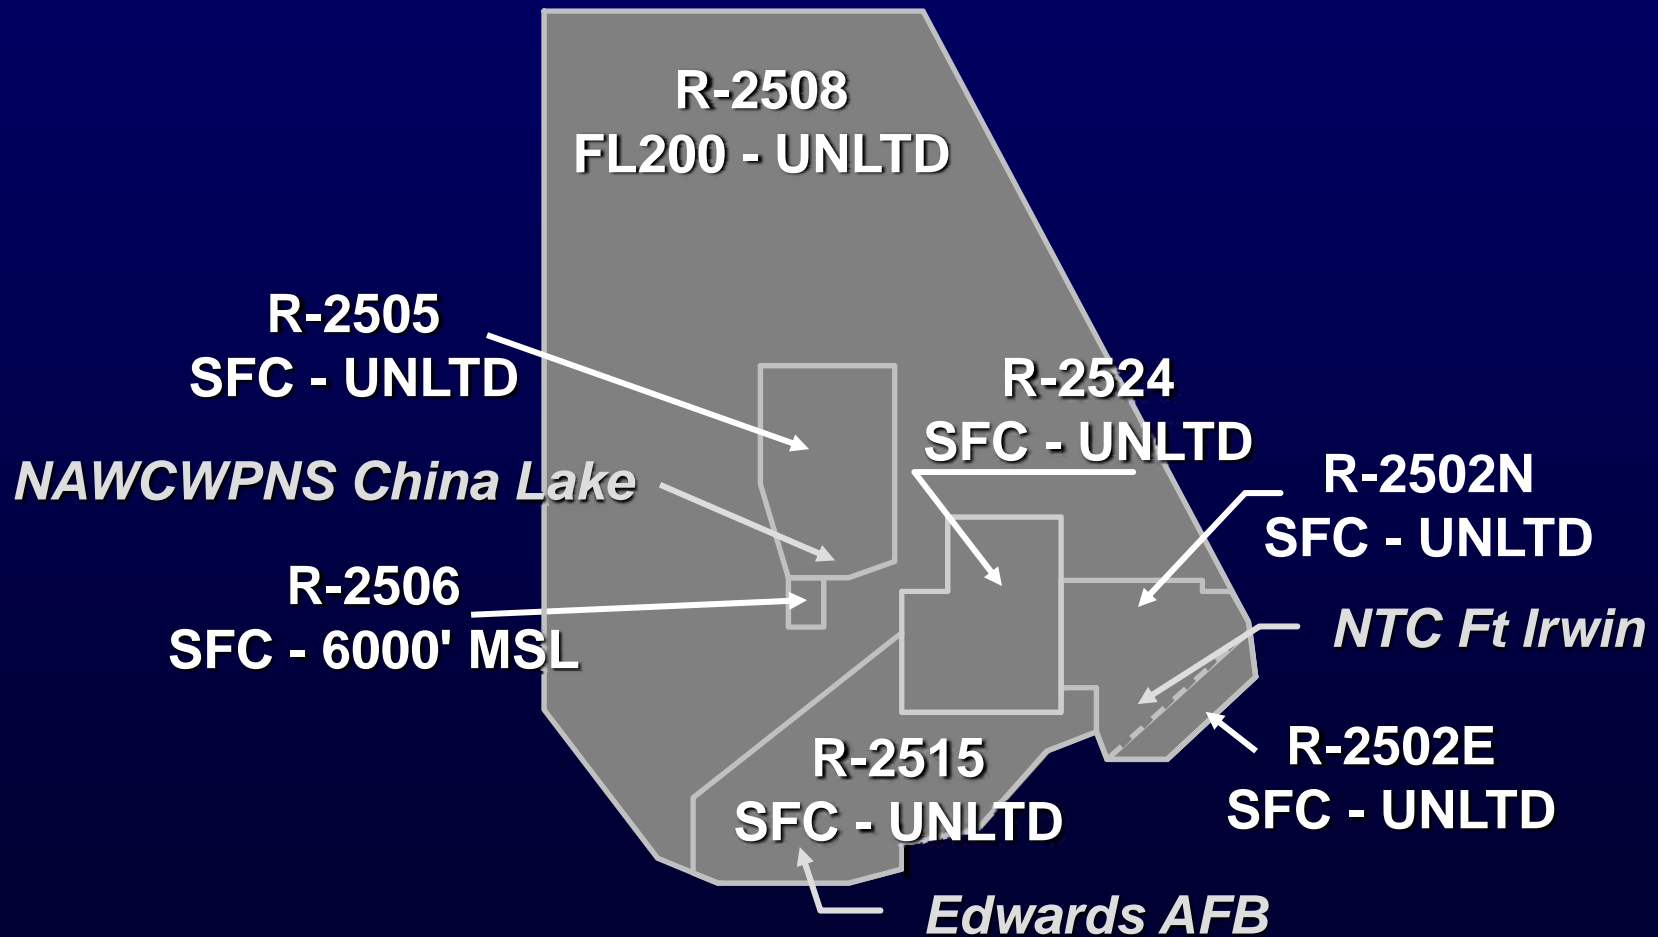 R-2508
FL200 - UNLTD
R-2505
SFC - UNLTD
R-2524
SFC - UNLTD
NAWCWPNS China Lake
R-2502N
SFC - UNLTD
R-2506
SFC - 6000' MSL
NTC Ft Irwin
R-2515
SFC - UNLTD
R-2502E
SFC - UNLTD
Edwards AFB